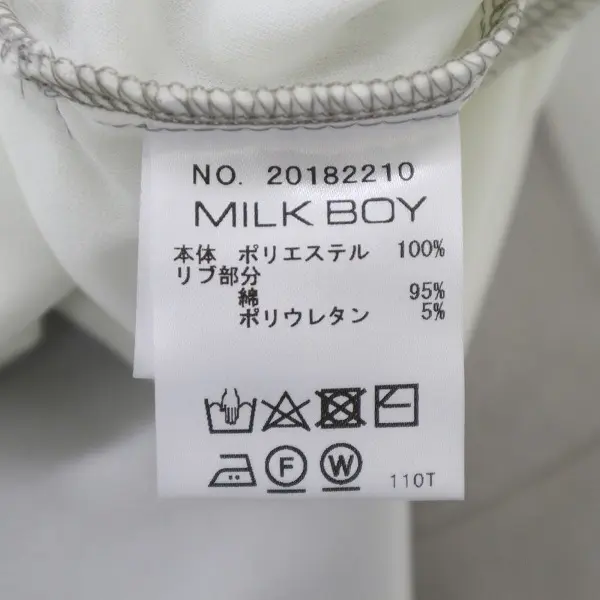 NO. 20182210
MILK BOY
本体 ポリエステル 100%
リブ部分
綿 95%
ポリウレタン 5%
F W 110T